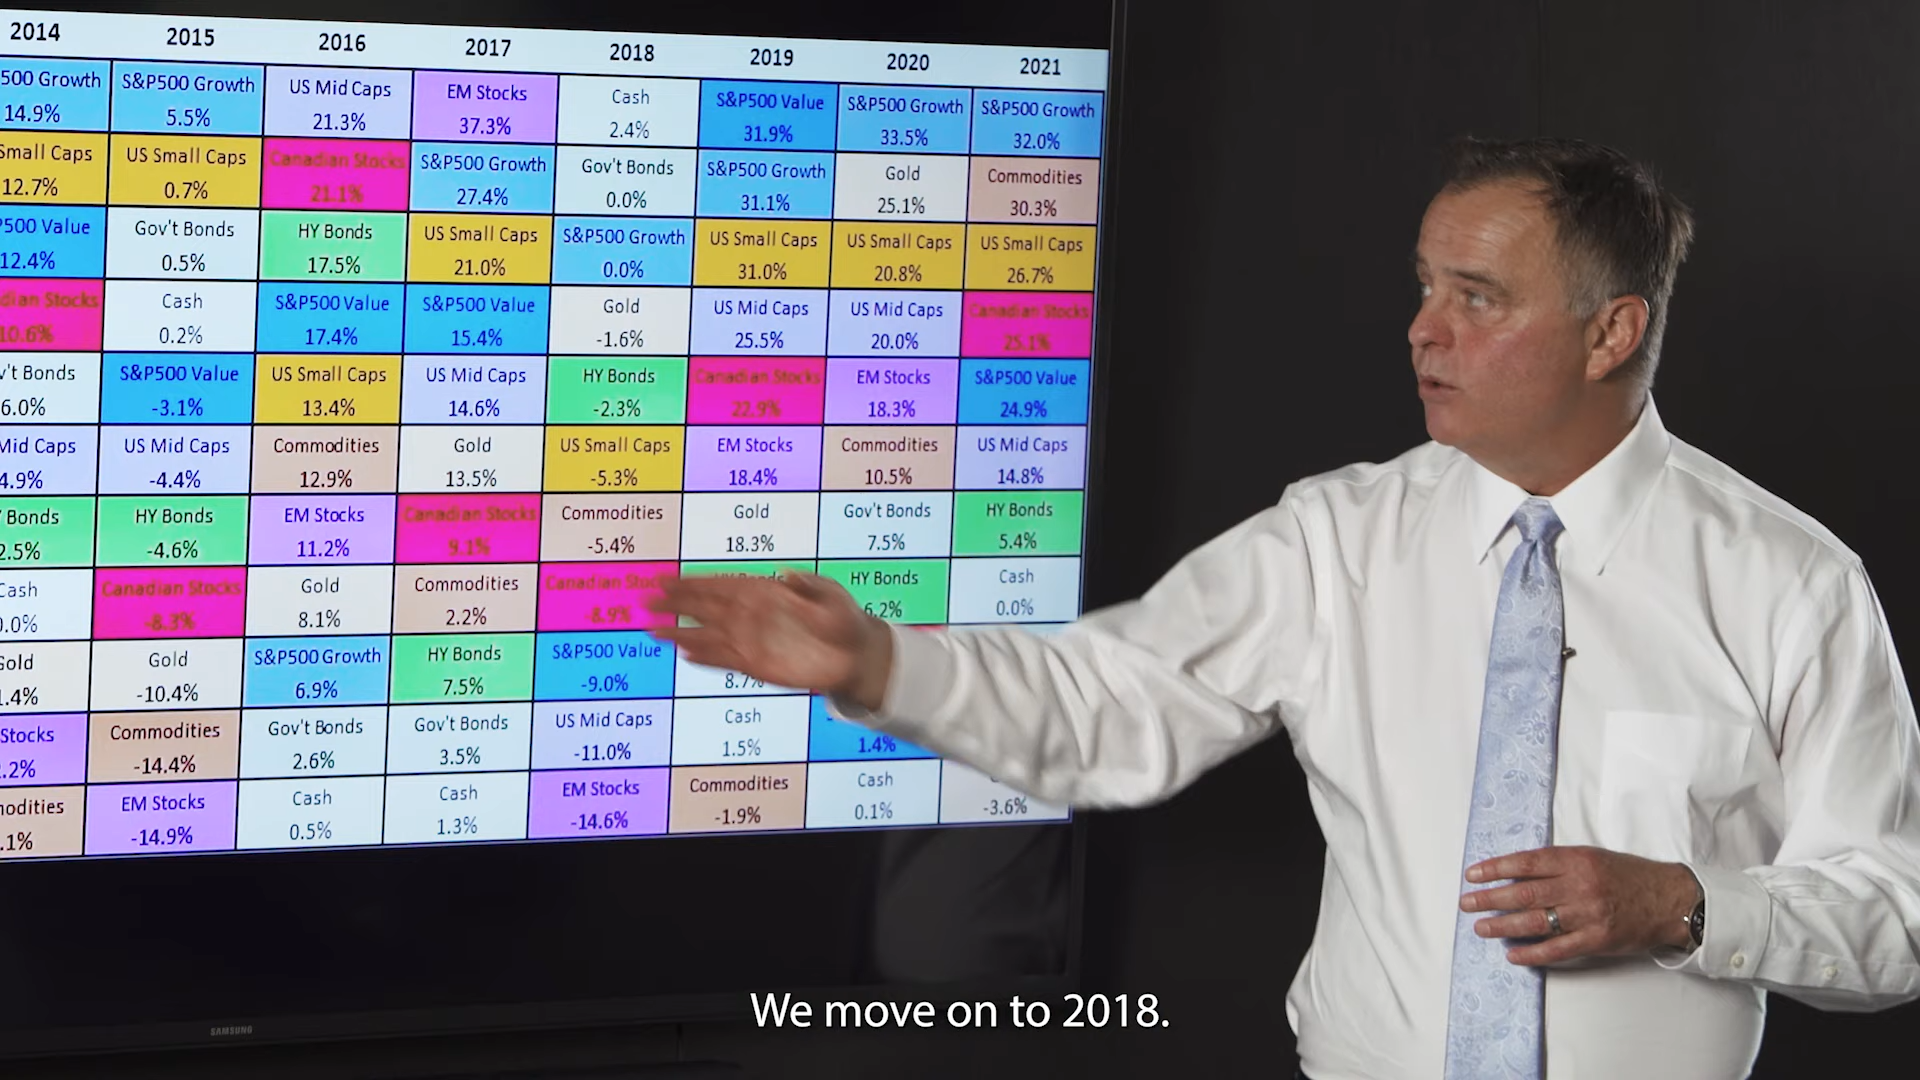 2014 2015 2016 2017 2018 2019 2020 2021
500 Growth S&P500 Growth US Mid Caps EM Stocks Cash S&P500 Value S&P500 Growth S&P500 Growth
14.9% 5.5% 21.3% 37.3% 2.4% 31.9% 33.5% 32.0%
Small Caps US Small Caps Canadian Stocks S&P500 Growth Gov't Bonds S&P500 Growth Gold Commodities
12.7% 0.7% 21.1% 27.4% 0.0% 31.1% 25.1% 30.3%
500 Value Gov't Bonds HY Bonds US Small Caps S&P500 Growth US Small Caps US Small Caps US Small Caps
12.4% 0.5% 17.5% 21.0% 0.0% 31.0% 20.8% 26.7%
dian Stocks Cash S&P500 Value S&P500 Value Gold US Mid Caps US Mid Caps Canadian Stocks
10.6% 0.2% 17.4% 15.4% -1.6% 25.5% 20.0% 25.1%
v't Bonds S&P500 Value US Small Caps US Mid Caps HY Bonds Canadian Stocks EM Stocks S&P500 Value
6.0% -3.1% 13.4% 14.6% -2.3% 22.9% 18.3% 24.9%
Mid Caps US Mid Caps Commodities Gold US Small Caps EM Stocks Commodities US Mid Caps
4.9% -4.4% 12.9% 13.5% -5.3% 18.4% 10.5% 14.8%
Bonds HY Bonds EM Stocks Canadian Stocks Commodities Gold Gov't Bonds HY Bonds
2.5% -4.6% 11.2% 9.1% -5.4% 18.3% 7.5% 5.4%
Cash Canadian Stocks Gold Commodities Canadian Stocks HY Bonds HY Bonds Cash
0.0% -8.3% 8.1% 2.2% -8.9% 6.2% 0.0%
Gold Gold S&P500 Growth HY Bonds S&P500 Value
.4% -10.4% 6.9% 7.5% -9.0% 8.7%
Stocks Commodities Gov't Bonds Gov't Bonds US Mid Caps Cash
.2% -14.4% 2.6% 3.5% -11.0% 1.5% 1.4%
modities EM Stocks Cash Cash EM Stocks Commodities Cash
.1% -14.9% 0.5% 1.3% -14.6% -1.9% 0.1% -3.6%
SAMSUNG
We move on to 2018.